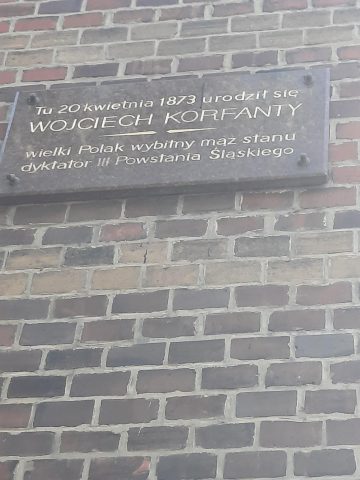 Tu 20 kwietnia 1873 urodził się
WOJCIECH KORFANTY
wielki Polak wybitny mąż stanu
dyktator III Powstania Śląskiego